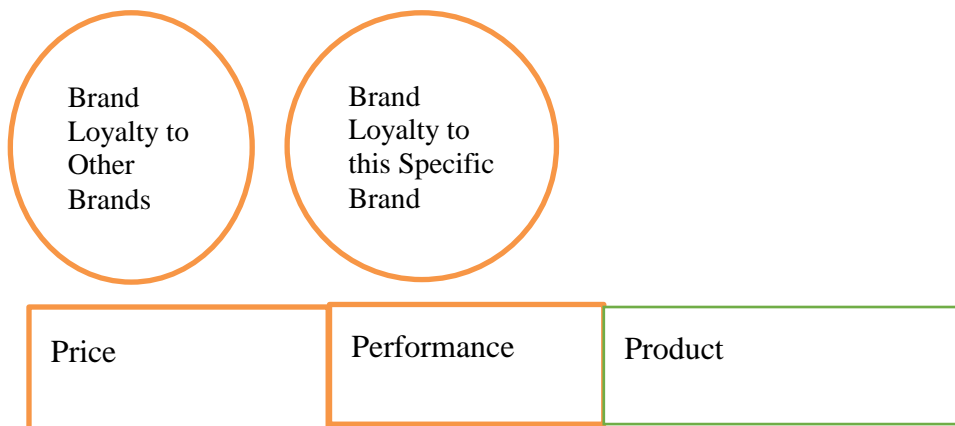 Brand
Loyalty to
Other
Brands
Brand
Loyalty to
this Specific
Brand
Price
Performance
Product